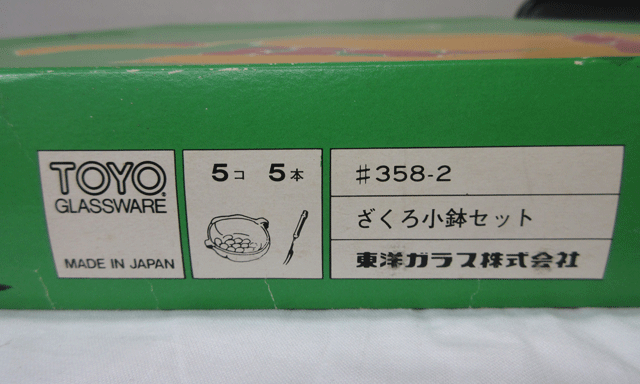 TOYO
GLASSWARE
MADE IN JAPAN
5コ 5本
#358-2
ざくろ小鉢セット
東洋ガラス株式会社